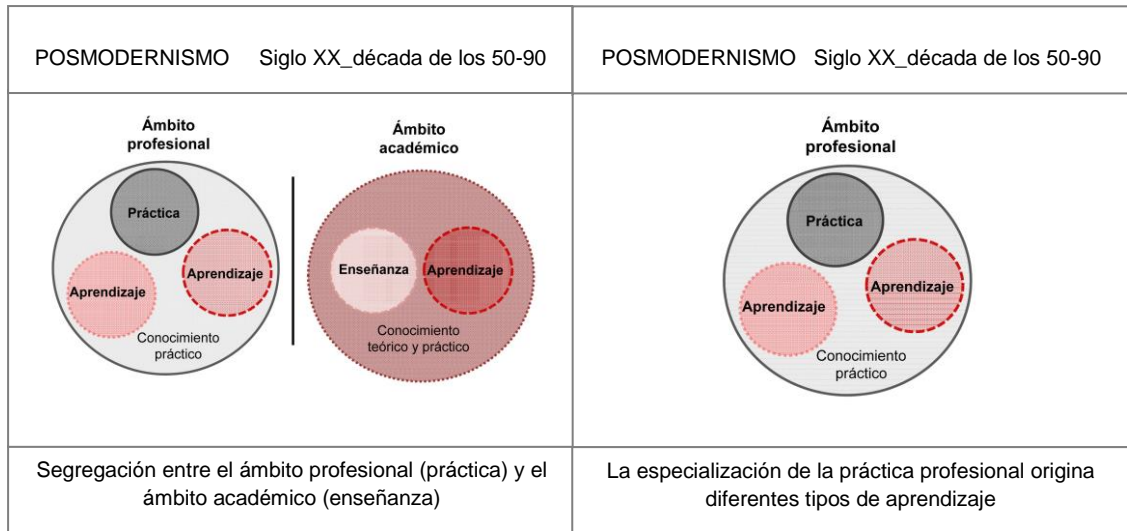 POSMODERNISMO Siglo XX_década de los 50-90
POSMODERNISMO Siglo XX_década de los 50-90
Ámbito
profesional
Práctica
Aprendizaje
Aprendizaje
Conocimiento
práctico
Ámbito
académico
Enseñanza
Aprendizaje
Conocimiento
teórico y práctico
Ámbito
profesional
Práctica
Aprendizaje
Aprendizaje
Conocimiento
práctico
Segregación entre el ámbito profesional (práctica) y el
ámbito académico (enseñanza)
La especialización de la práctica profesional origina
diferentes tipos de aprendizaje